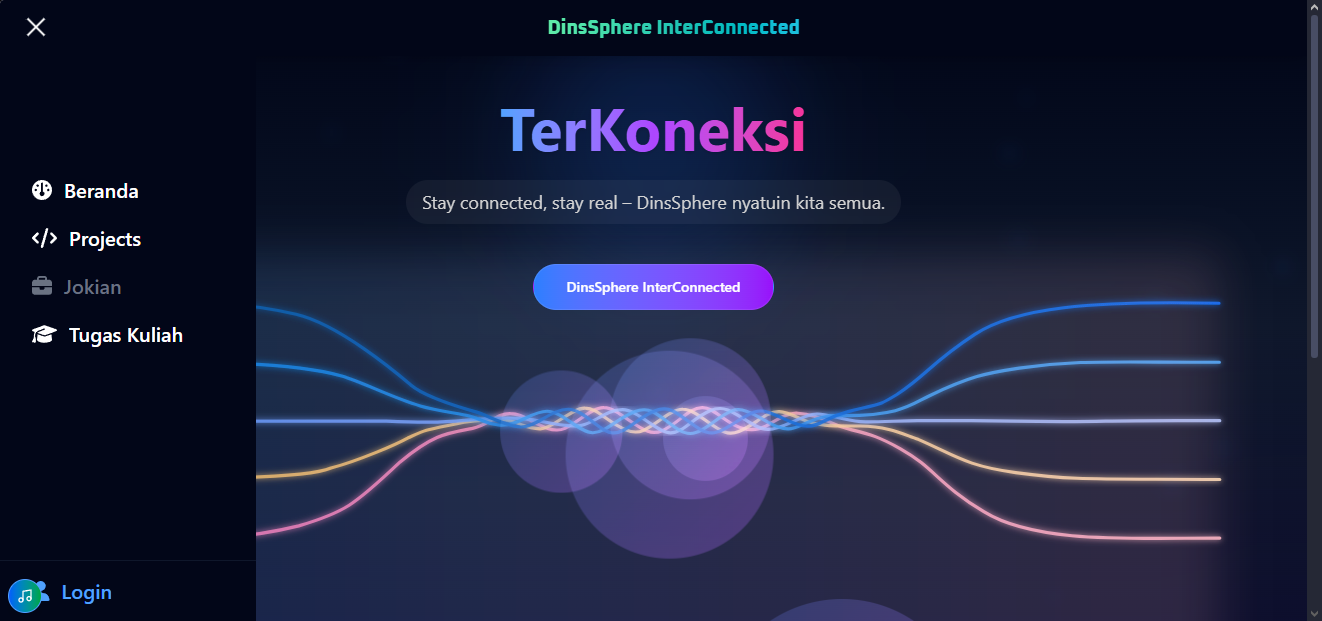 DinsSphere InterConnected
TerKoneksi
Stay connected, stay real – DinsSphere nyatuin kita semua.
DinsSphere InterConnected
Beranda
Projects
Jokian
Tugas Kuliah
Login